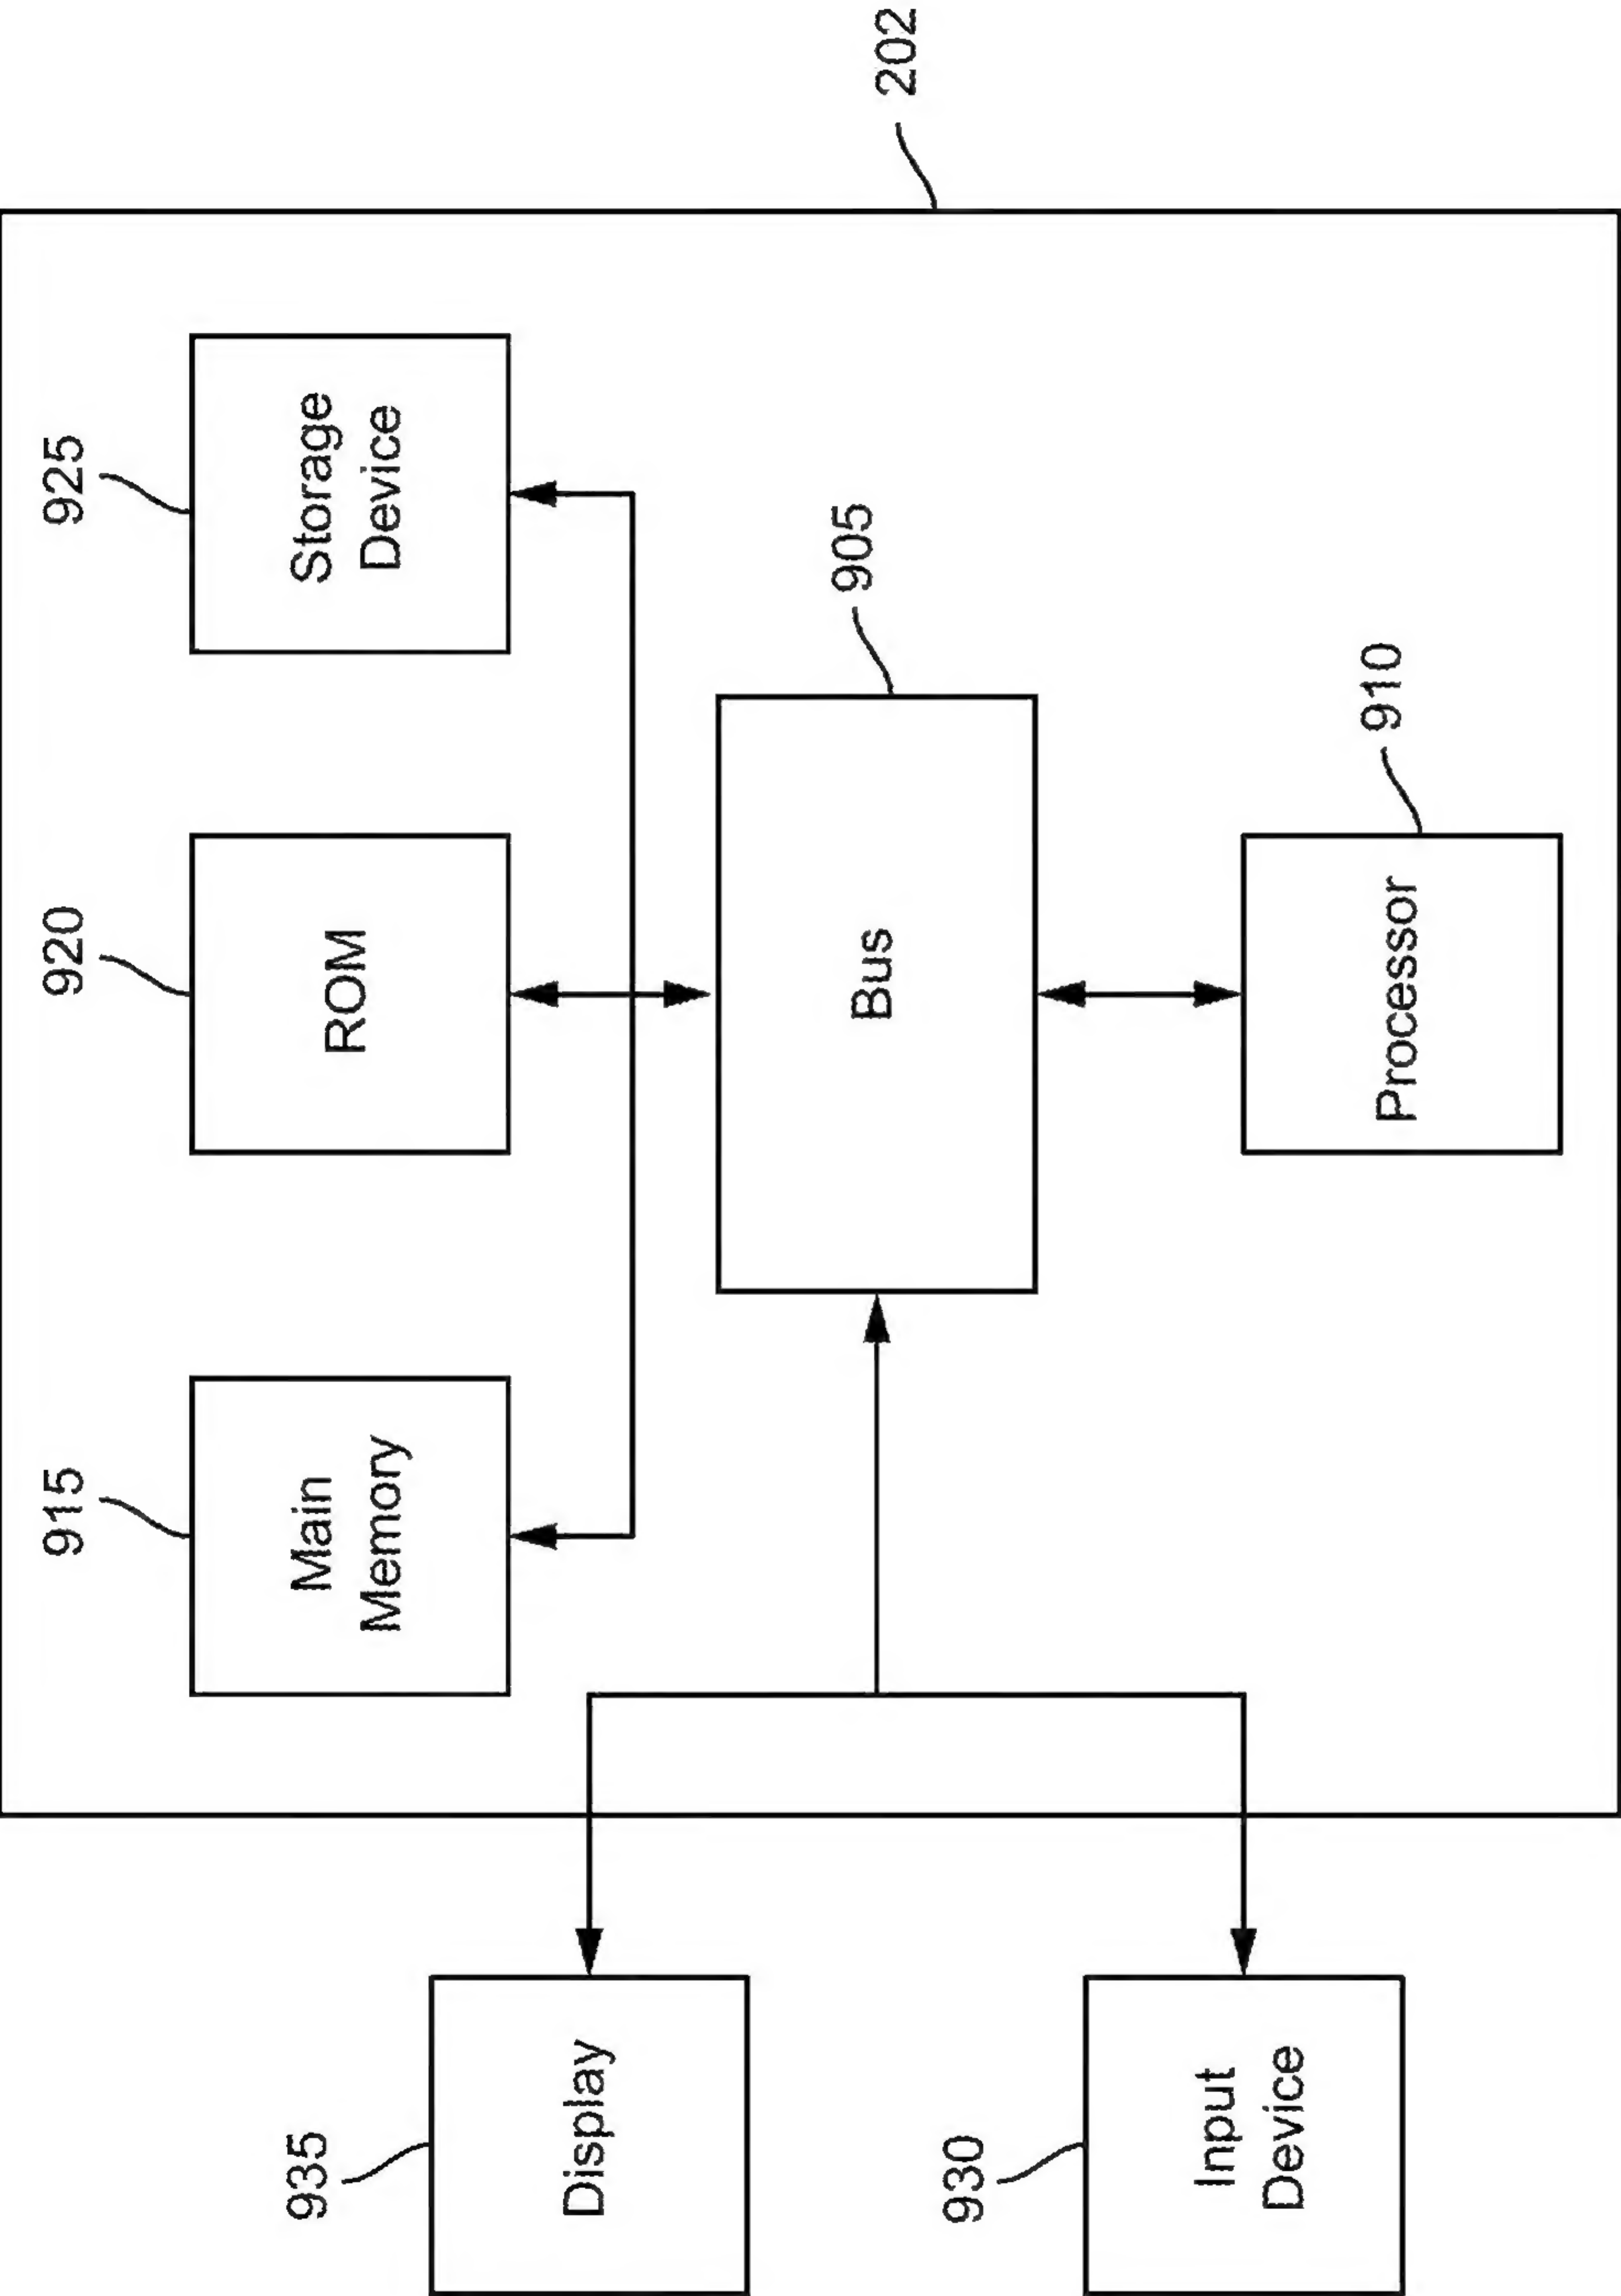 202
915
920
925
Main
Memory
ROM
Storage
Device
935
Display
905
Bus
930
Input
Device
910
Processor